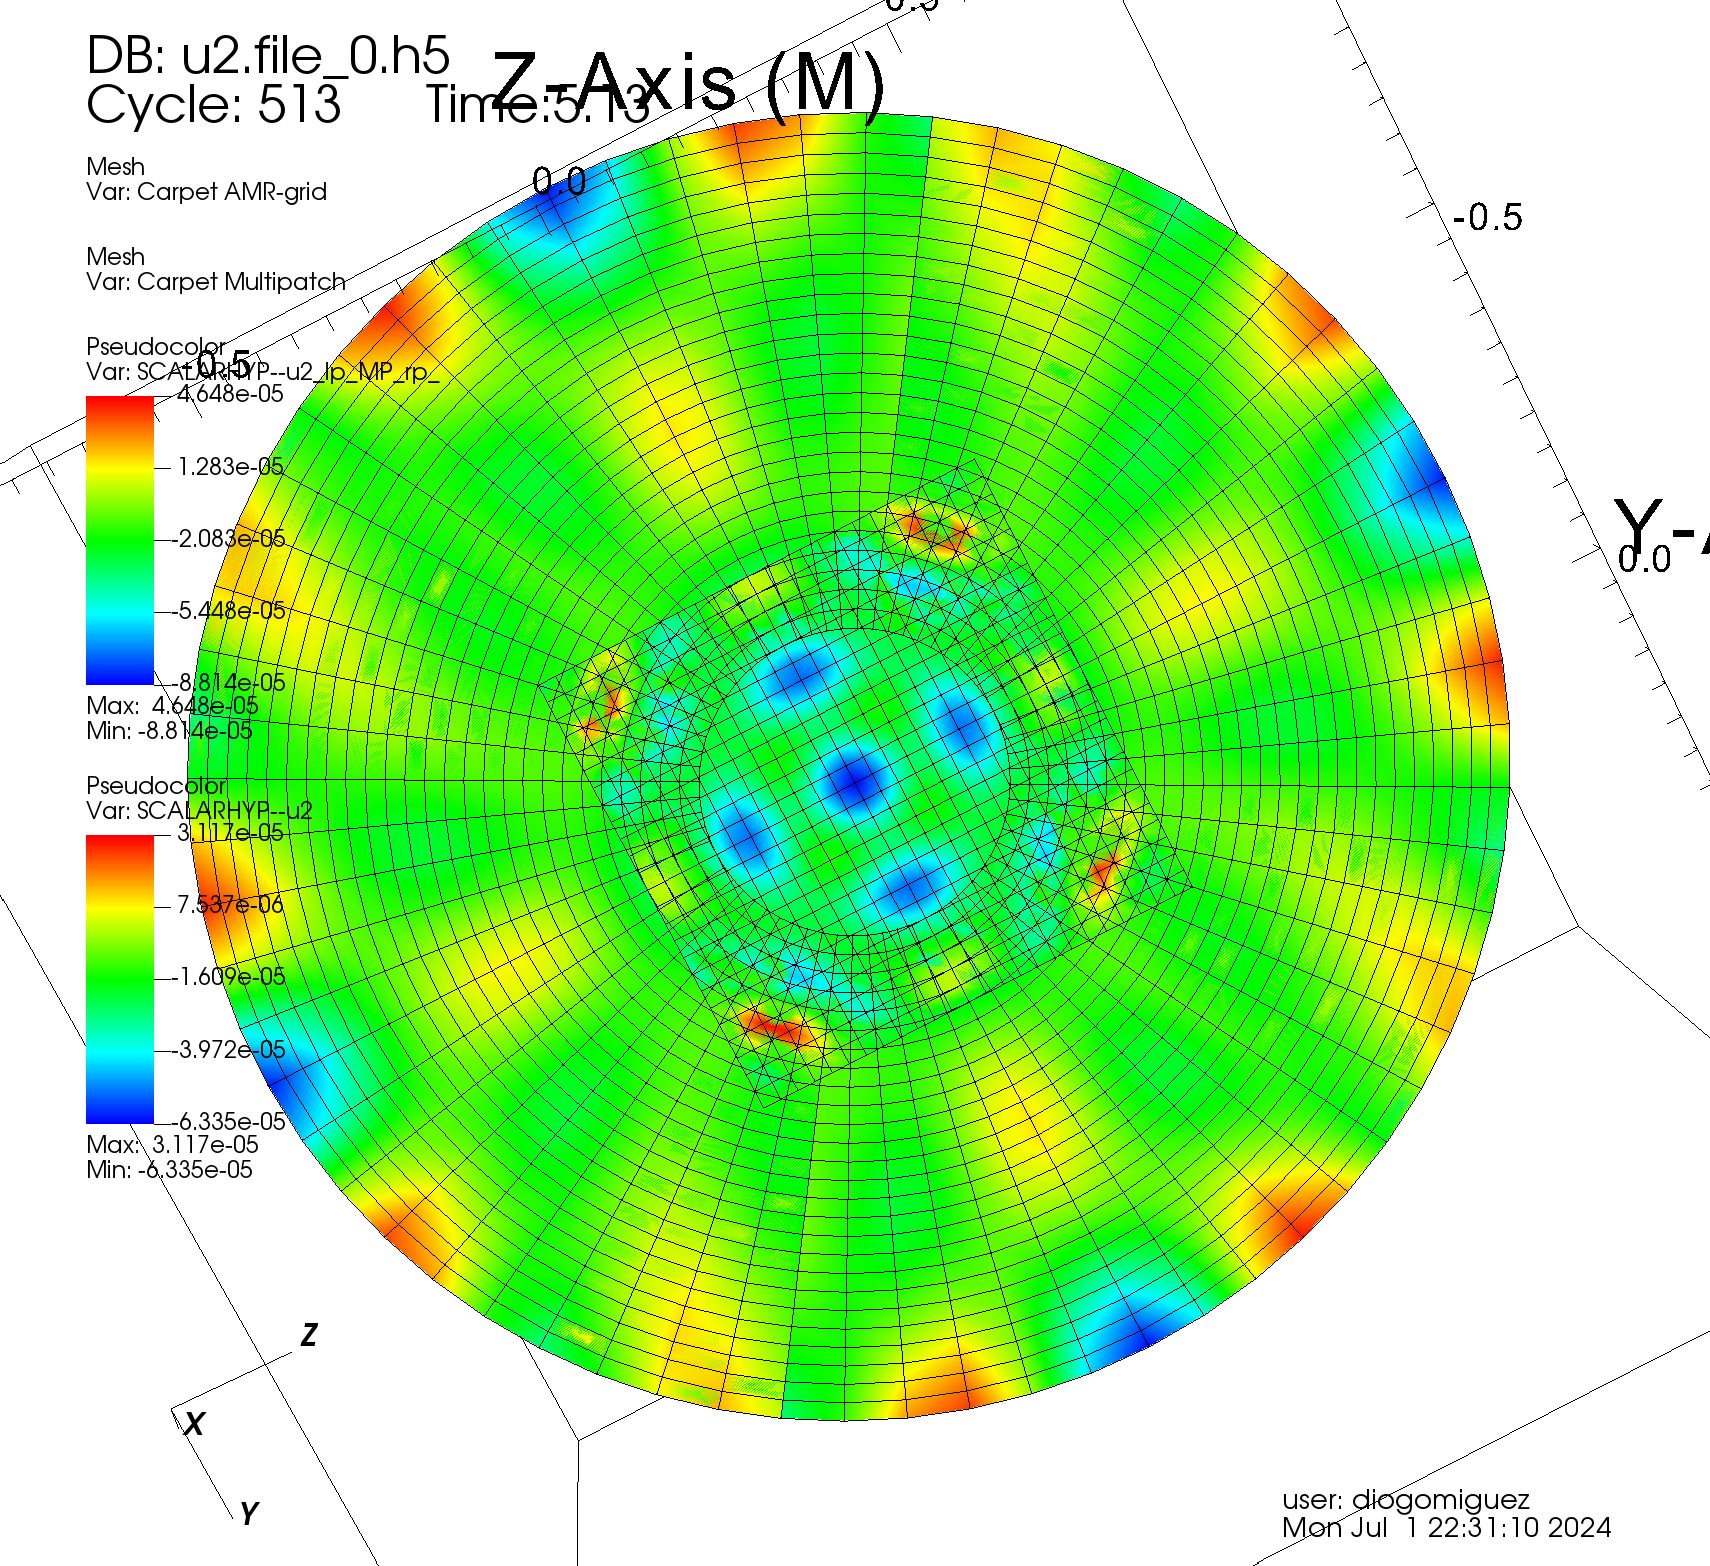 DB: u2.file_0.h5
Cycle: 513 Time:5.13
Z-Axis (M)
0.5
0.0
-0.5
-0.5
0.0
Mesh
Var: Carpet AMR-grid
Mesh
Var: Carpet Multipatch
Pseudocolor
Var: SCALARHYP--u2_lp_MP_rp_
4.648e-05
1.283e-05
-2.083e-05
-5.448e-05
-8.814e-05
Max: 4.648e-05
Min: -8.814e-05
Pseudocolor
Var: SCALARHYP--u2
3.117e-05
7.537e-06
-1.609e-05
-3.972e-05
-6.335e-05
Max: 3.117e-05
Min: -6.335e-05
Z
X
Y
user: diogomiguez
Mon Jul 1 22:31:10 2024